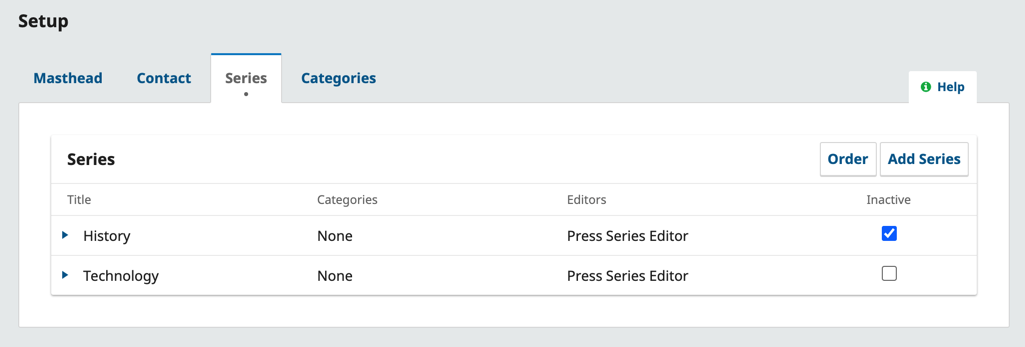 Setup
Masthead Contact Series Categories
Help
Series Order Add Series
Title Categories Editors Inactive
History None Press Series Editor
Technology None Press Series Editor